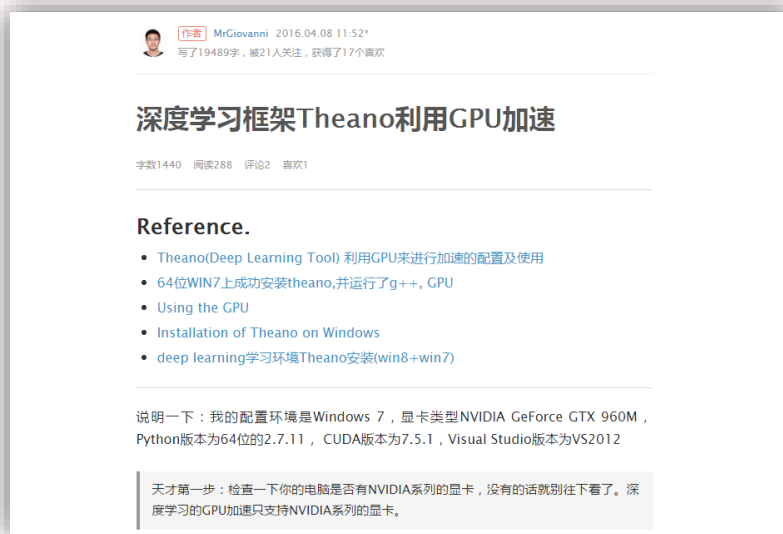 作者 MrGiovanni 2016.04.08 11:52*
写了19489字，被21人关注，获得了17个喜欢
深度学习框架Theano利用GPU加速
字数1440 阅读288 评论2 喜欢1
Reference.
Theano(Deep Learning Tool) 利用GPU来进行加速的配置及使用
64位WIN7上成功安装theano,并运行了g++, GPU
Using the GPU
Installation of Theano on Windows
deep learning学习环境Theano安装(win8+win7)
说明一下：我的配置环境是Windows 7，显卡类型NVIDIA GeForce GTX 960M，
Python版本为64位的2.7.11， CUDA版本为7.5.1，Visual Studio版本为VS2012
天才第一步：检查一下你的电脑是否有NVIDIA系列的显卡，没有的话就别往下看了。深
度学习的GPU加速只支持NVIDIA系列的显卡。